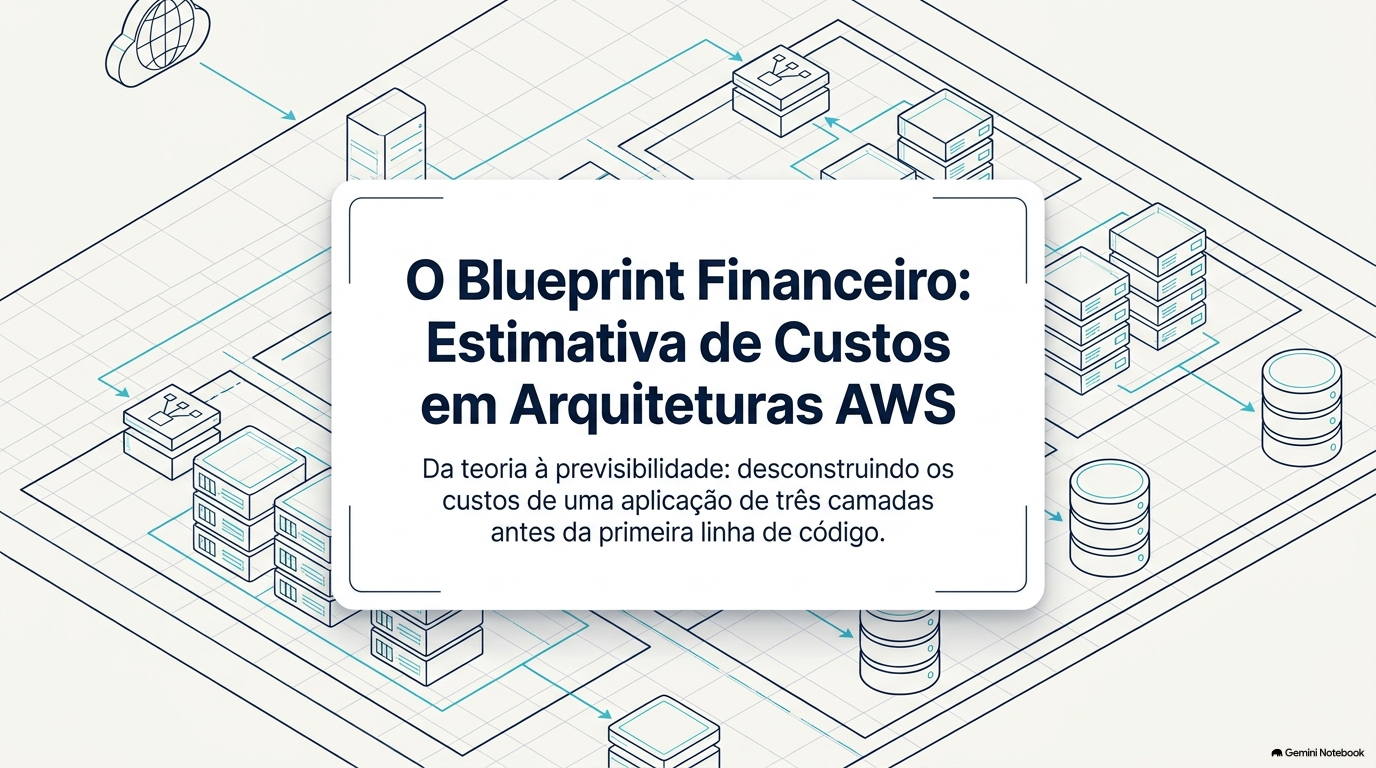 O Blueprint Financeiro:
Estimativa de Custos
em Arquiteturas AWS
Da teoria à previsibilidade: desconstruindo os
custos de uma aplicação de três camadas
antes da primeira linha de código.
Gemini Notebook